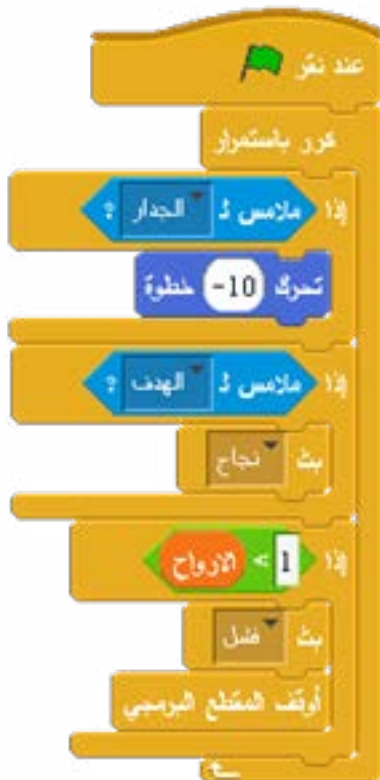 عند نقر
كرر باستمرار
إذا ملامس لـ الجدار ؟
تحرك 10- خطوة
إذا ملامس لـ الهدف ؟
بث نجاح
إذا 1 > الارواح
بث فشل
أوقف المقطع البرمجي